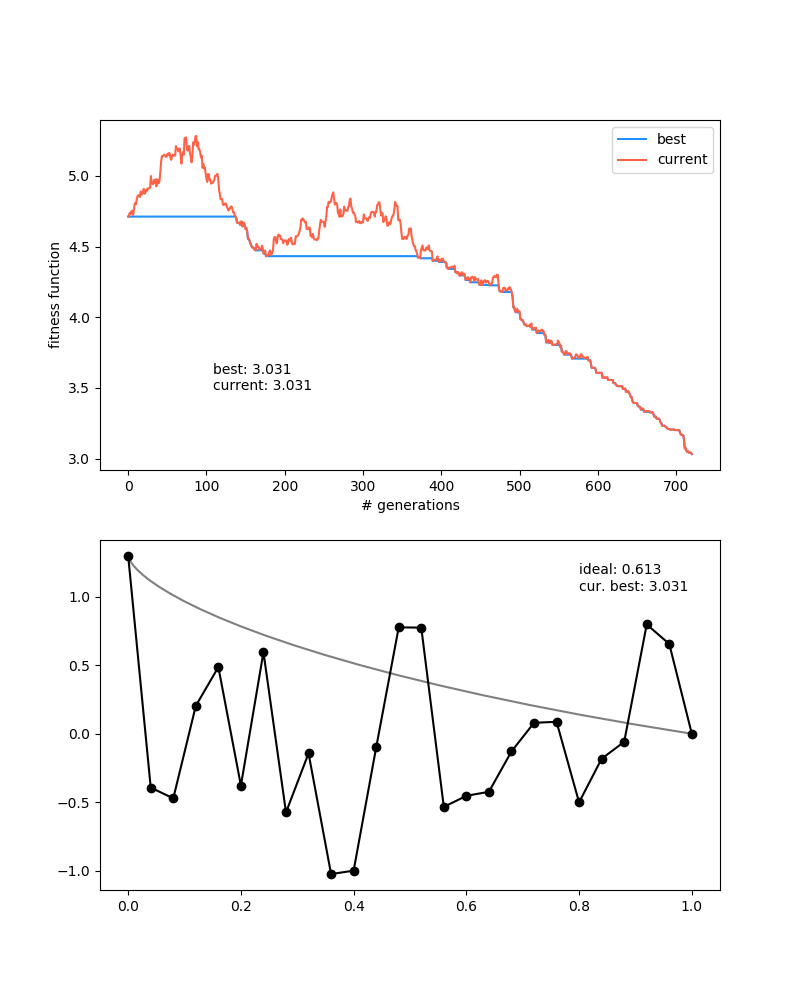 best
current
5.0
4.5
4.0
3.5
3.0
fitness function
best: 3.031
current: 3.031
0 100 200 300 400 500 600 700
# generations
ideal: 0.613
cur. best: 3.031
1.0
0.5
0.0
−0.5
−1.0
0.0 0.2 0.4 0.6 0.8 1.0